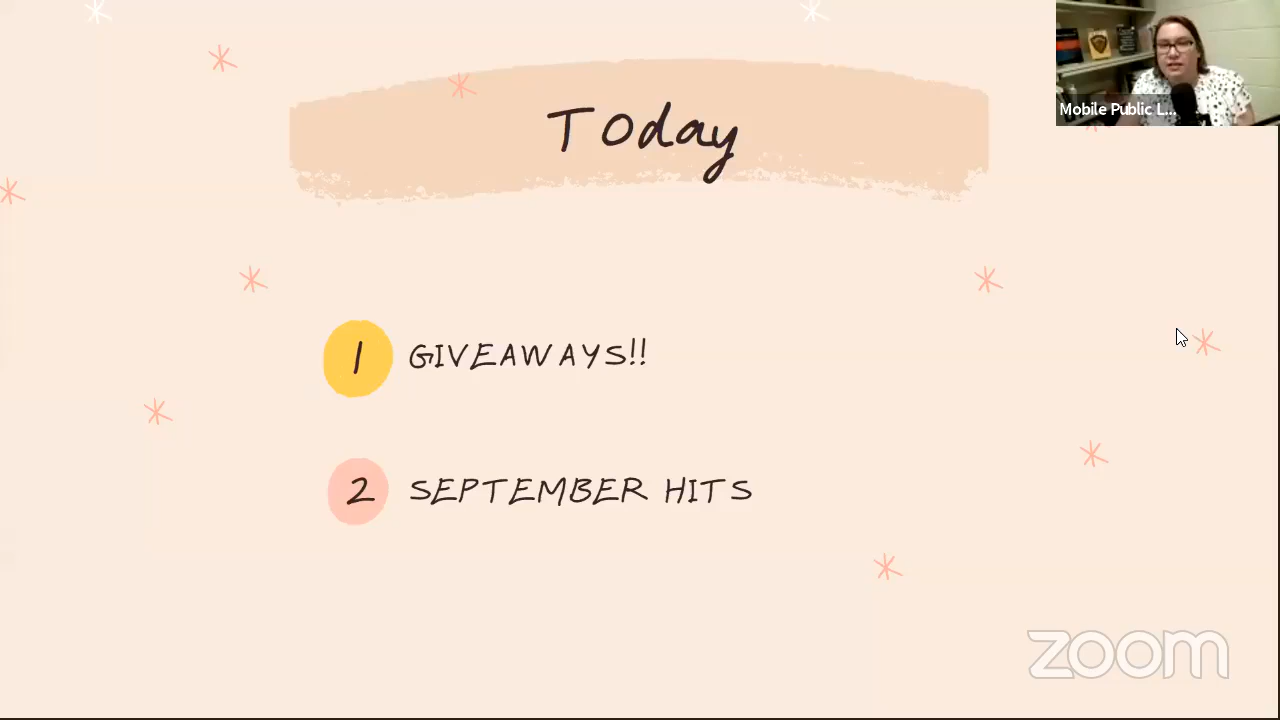 Today
Mobile Public L...
1 GIVEAWAYS!!
2 SEPTEMBER HITS
zoom